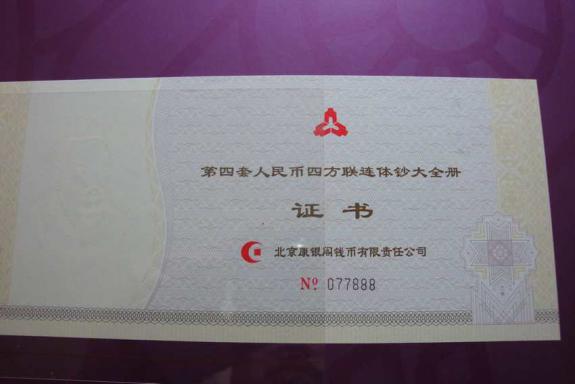 第四套人民币四方联连体钞大全册
证书
北京康银阁钱币有限责任公司
Nº 077888